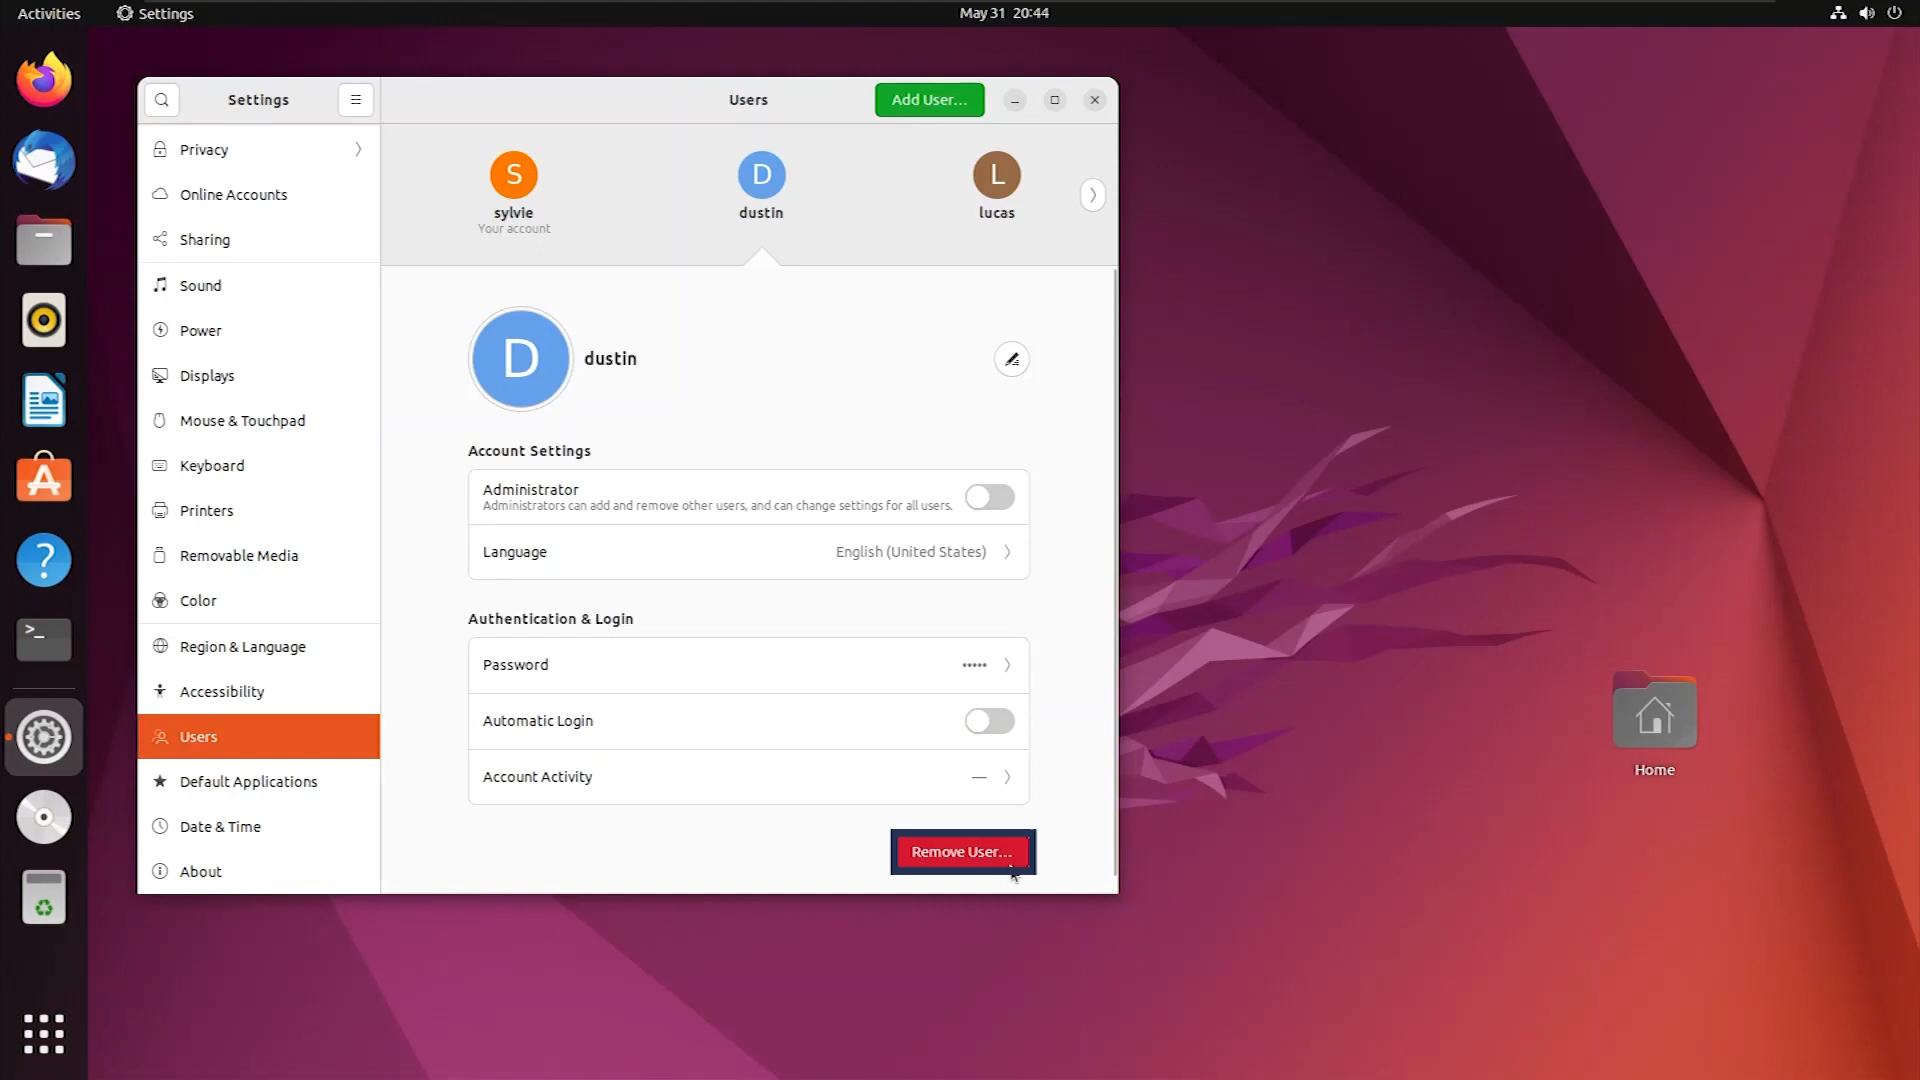 Activities
Settings
May 31 20:44
Settings
Users
Add User...
Privacy
Online Accounts
Sharing
Sound
Power
Displays
Mouse & Touchpad
Keyboard
Printers
Removable Media
Color
Region & Language
Accessibility
Users
Default Applications
Date & Time
About
S
sylvie
Your account
D
dustin
L
lucas
D
dustin
Account Settings
Administrator
Administrators can add and remove other users, and can change settings for all users.
Language English (United States)
Authentication & Login
Password •••••
Automatic Login
Account Activity —
Remove User...
Home